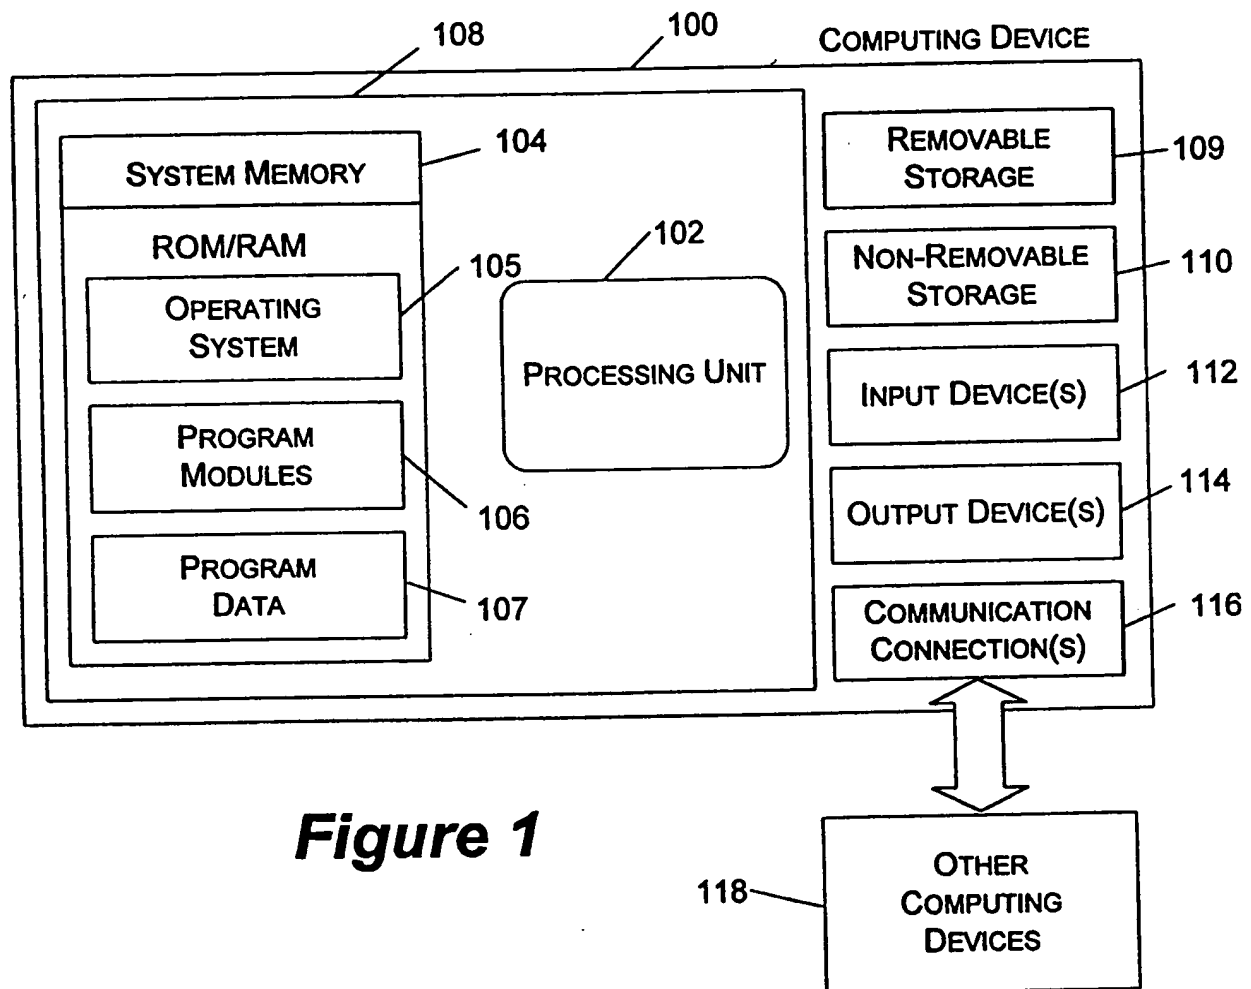 108
100
COMPUTING DEVICE
SYSTEM MEMORY
104
ROM/RAM
105
OPERATING
SYSTEM
PROGRAM
MODULES
106
PROGRAM
DATA
107
102
PROCESSING UNIT
REMOVABLE
STORAGE
109
NON-REMOVABLE
STORAGE
110
INPUT DEVICE(S)
112
OUTPUT DEVICE(S)
114
COMMUNICATION
CONNECTION(S)
116
Figure 1
118
OTHER
COMPUTING
DEVICES